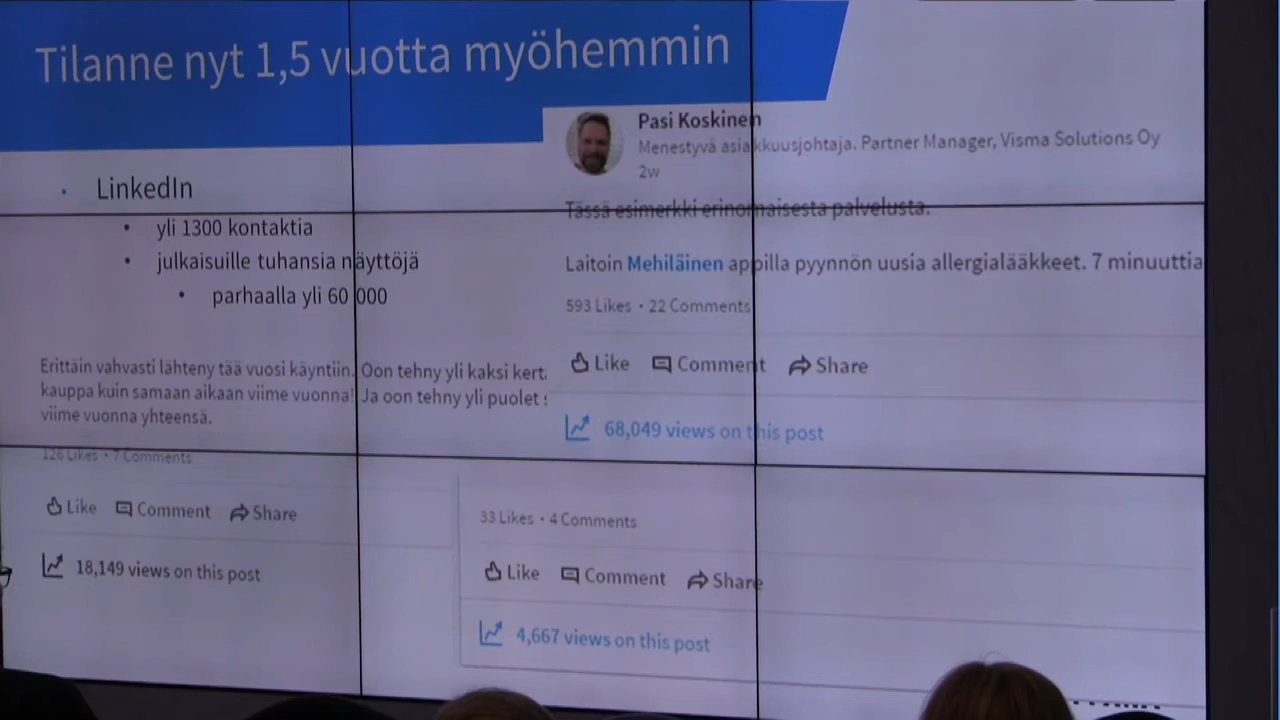 Tilanne nyt 1,5 vuotta myöhemmin
LinkedIn
yli 1300 kontaktia
julkaisuille tuhansia näyttöjä
parhaalla yli 60 000
Erittäin vahvasti lähteny tää vuosi käyntiin. Oon tehny yli kaksi kert
kauppa kuin samaan aikaan viime vuonna! Ja oon tehny yli puolet
viime vuonna yhteensä.
126 Likes • 7 Comments
Like Comment Share
18,149 views on this post
Pasi Koskinen
Menestyvä asiakkuusjohtaja. Partner Manager, Visma Solutions Oy
2w
Tässä esimerkki erinomaisesta palvelusta.
Laitoin Mehiläinen appilla pyynnön uusia allergialääkkeet. 7 minuuttia
593 Likes • 22 Comments
Like Comment Share
68,049 views on this post
33 Likes • 4 Comments
Like Comment Share
4,667 views on this post